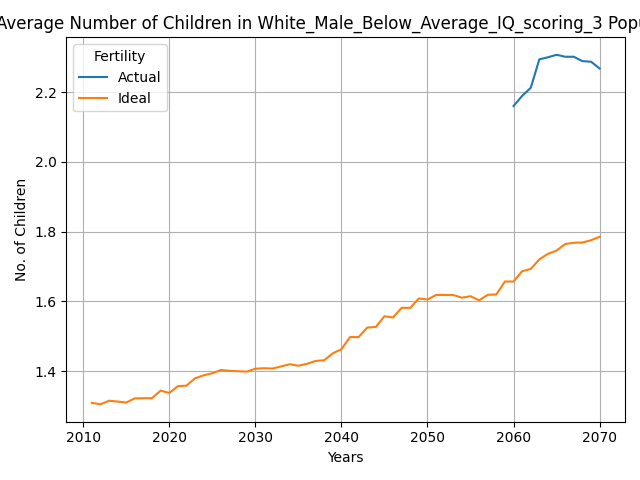 Average Number of Children in White_Male_Below_Average_IQ_scoring_3 Popu
Fertility
Actual
Ideal
2.2
2.0
1.8
1.6
1.4
No. of Children
2010 2020 2030 2040 2050 2060 2070
Years